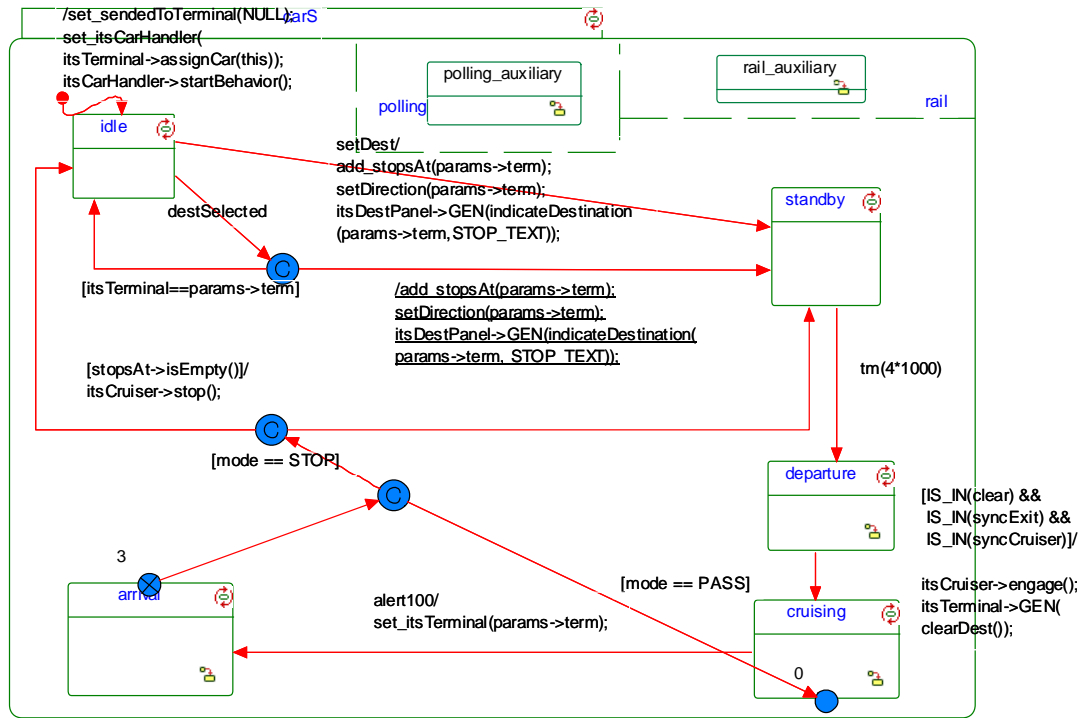 /set_sendedToTerminal(NULL);
carS
set_itsCarHandler(
itsTerminal->assignCar(this));
itsCarHandler->startBehavior();
polling_auxiliary
rail_auxiliary
polling
rail
idle
setDest/
add_stopsAt(params->term);
setDirection(params->term);
itsDestPanel->GEN(indicateDestination
(params->term,STOP_TEXT));
standby
destSelected
C
[itsTerminal==params->term]
/add_stopsAt(params->term);
setDirection(params->term);
itsDestPanel->GEN(indicateDestination(
params->term, STOP_TEXT));
[stopsAt->isEmpty()]/
itsCruiser->stop();
tm(4*1000)
C
[mode == STOP]
departure
C
[IS_IN(clear) &&
IS_IN(syncExit) &&
IS_IN(syncCruiser)]/
itsCruiser->engage();
itsTerminal->GEN(
clearDest());
3
arrival
alert100/
set_itsTerminal(params->term);
[mode == PASS]
cruising
0